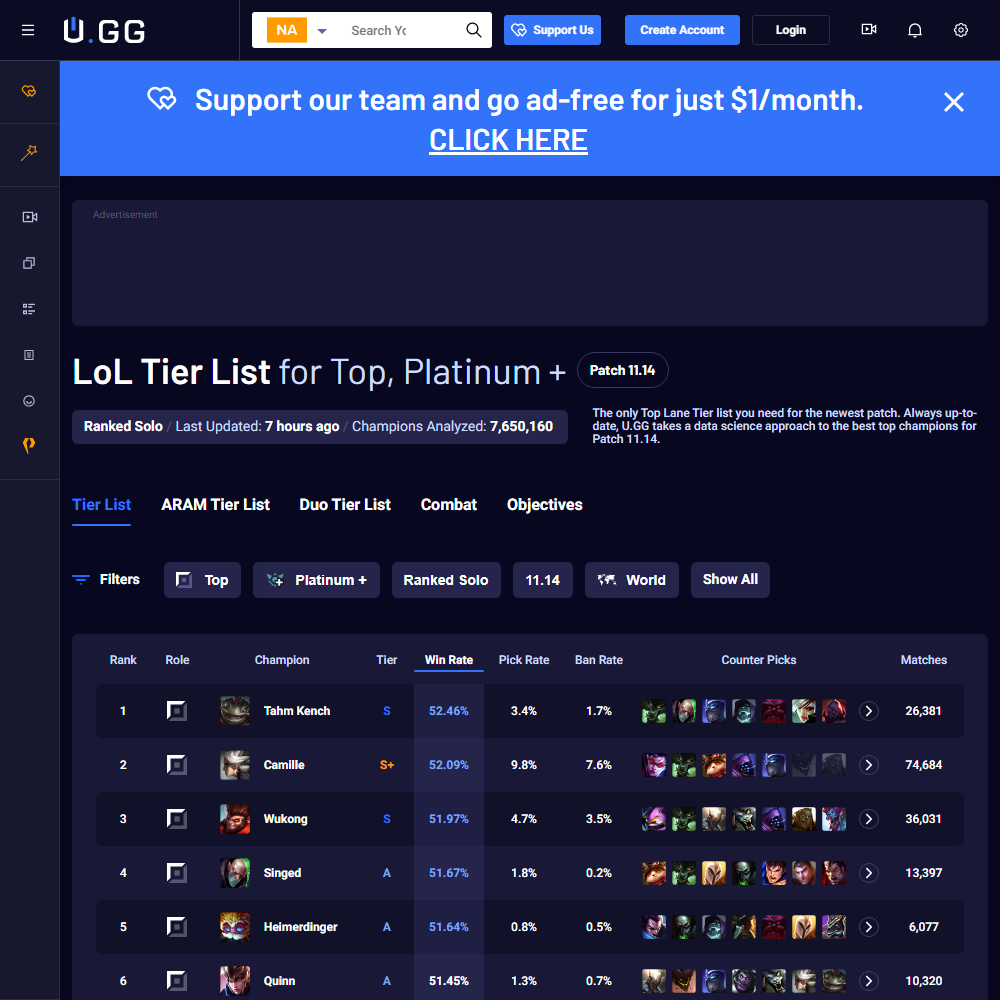 U.GG
NA
Search Yo
Support Us
Create Account
Login
Support our team and go ad-free for just $1/month.
CLICK HERE
Advertisement
LoL Tier List for Top, Platinum +
Patch 11.14
Ranked Solo / Last Updated: 7 hours ago / Champions Analyzed: 7,650,160
The only Top Lane Tier list you need for the newest patch. Always up-to-
date, U.GG takes a data science approach to the best top champions for
Patch 11.14.
Tier List ARAM Tier List Duo Tier List Combat Objectives
Filters Top Platinum + Ranked Solo 11.14 World Show All
Rank Role Champion Tier Win Rate Pick Rate Ban Rate Counter Picks Matches
1 Tahm Kench S 52.46% 3.4% 1.7% 26,381
2 Camille S+ 52.09% 9.8% 7.6% 74,684
3 Wukong S 51.97% 4.7% 3.5% 36,031
4 Singed A 51.67% 1.8% 0.2% 13,397
5 Heimerdinger A 51.64% 0.8% 0.5% 6,077
6 Quinn A 51.45% 1.3% 0.7% 10,320